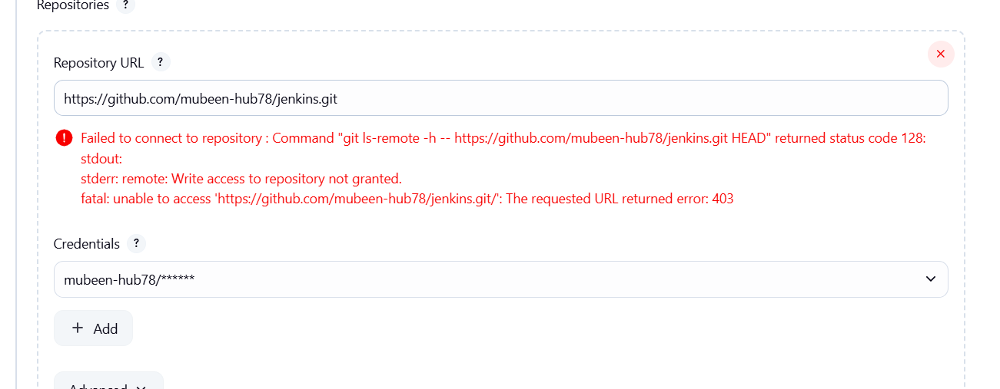 Repositories ?
Repository URL ?
https://github.com/mubeen-hub78/jenkins.git
Failed to connect to repository : Command "git ls-remote -h -- https://github.com/mubeen-hub78/jenkins.git HEAD" returned status code 128:
stdout:
stderr: remote: Write access to repository not granted.
fatal: unable to access 'https://github.com/mubeen-hub78/jenkins.git/': The requested URL returned error: 403
Credentials ?
mubeen-hub78/******
+ Add
Advanced